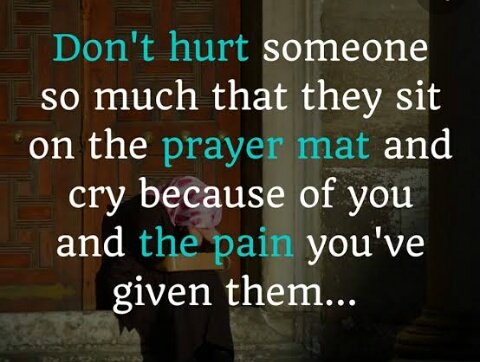 Don't hurt someone
so much that they sit
on the prayer mat and
cry because of you
and the pain you've
given them...